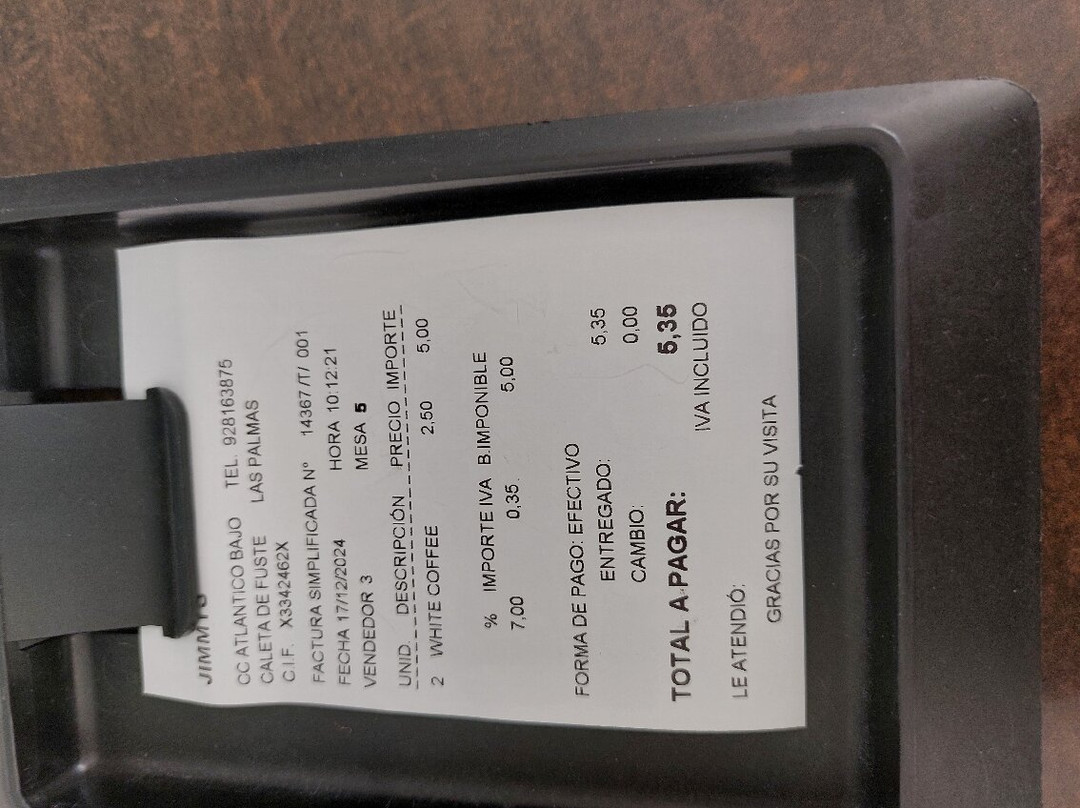 JIMMYS
CC ATLANTICO BAJO TEL. 928163875
CALETA DE FUSTE LAS PALMAS
C.I.F. X3342462X
FACTURA SIMPLIFICADA Nº 14367 /T/ 001
FECHA 17/12/2024 HORA 10:12:21
VENDEDOR 3 MESA 5
UNID. DESCRIPCIÓN PRECIO IMPORTE
2 WHITE COFFEE 2,50 5,00
% IMPORTE IVA B.IMPONIBLE
7,00 0,35 5,00
FORMA DE PAGO: EFECTIVO
ENTREGADO: 5,35
CAMBIO: 0,00
TOTAL A PAGAR: 5,35
IVA INCLUIDO
LE ATENDIÓ:
GRACIAS POR SU VISITA